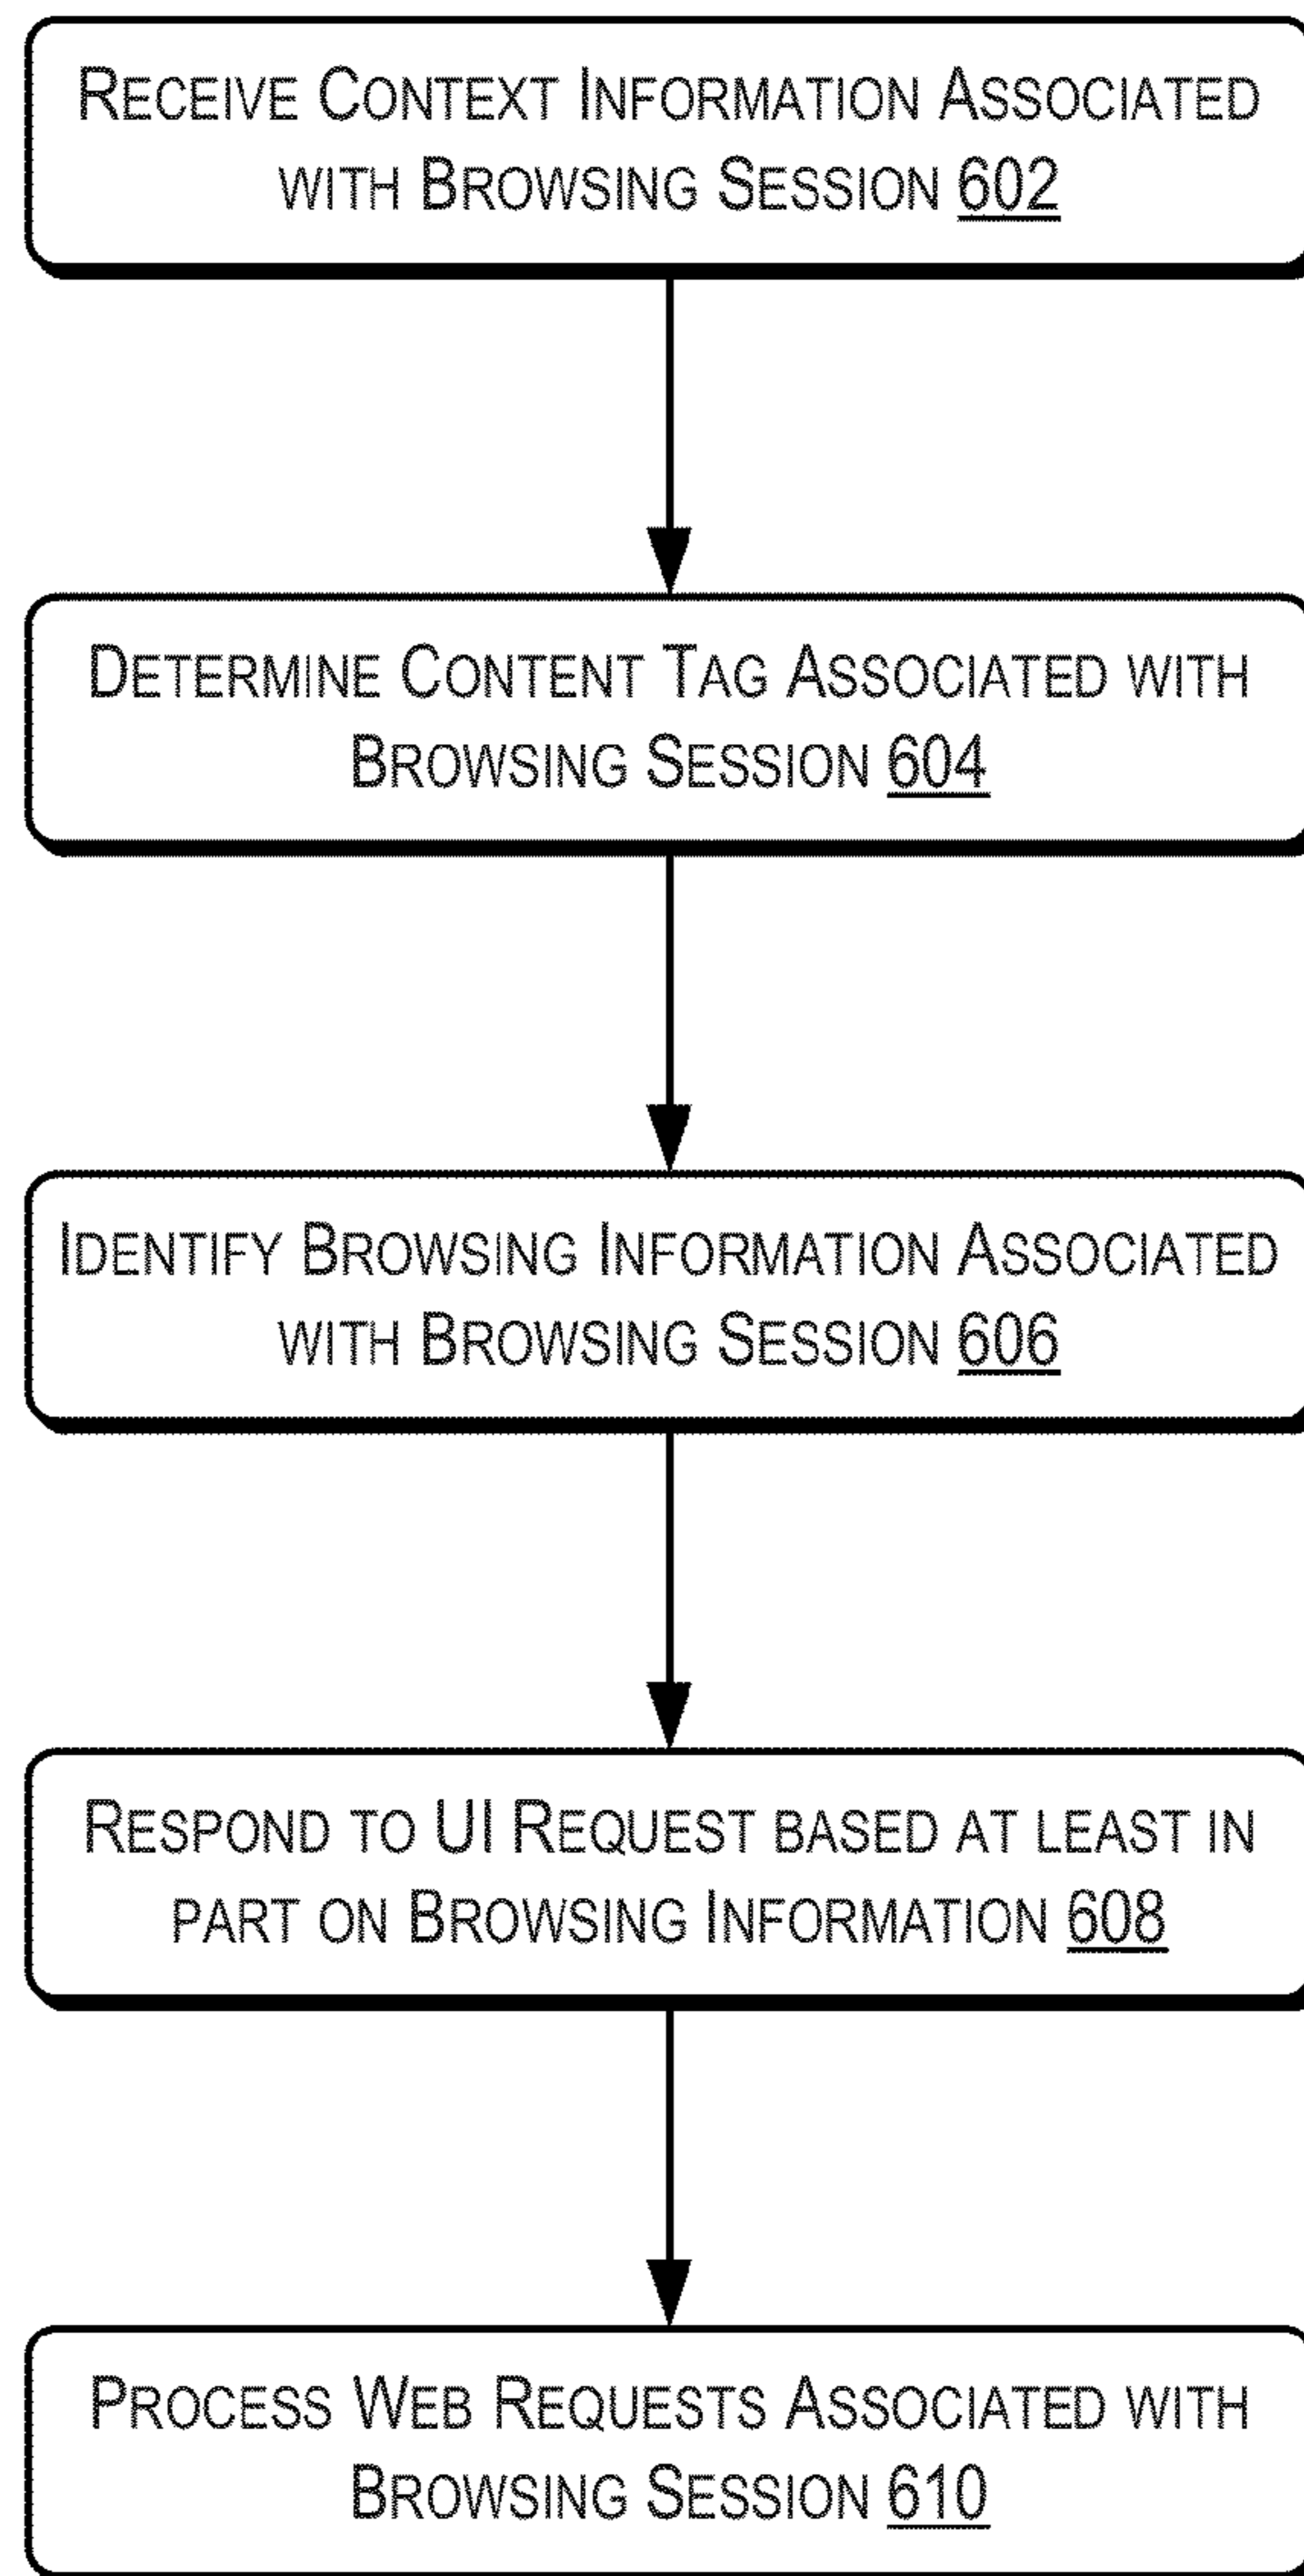 RECEIVE CONTEXT INFORMATION ASSOCIATED
WITH BROWSING SESSION 602
DETERMINE CONTENT TAG ASSOCIATED WITH
BROWSING SESSION 604
IDENTIFY BROWSING INFORMATION ASSOCIATED
WITH BROWSING SESSION 606
RESPOND TO UI REQUEST BASED AT LEAST IN
PART ON BROWSING INFORMATION 608
PROCESS WEB REQUESTS ASSOCIATED WITH
BROWSING SESSION 610